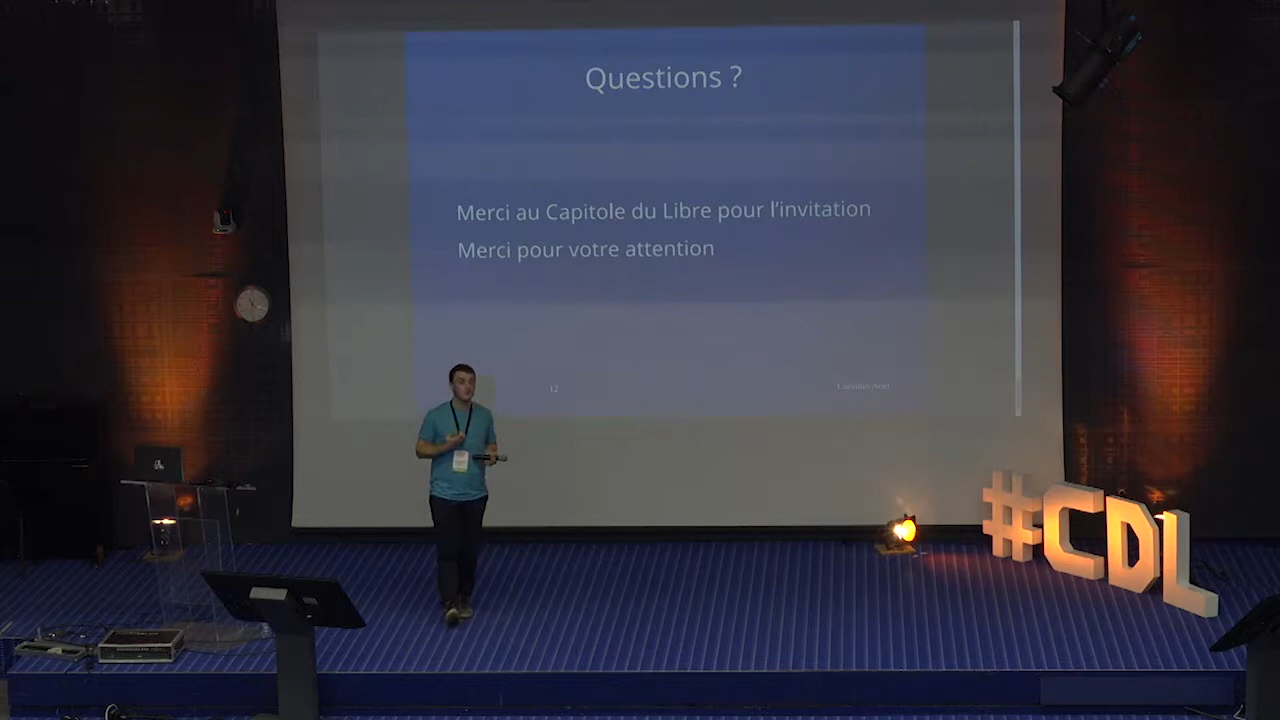 Questions ?
Merci au Capitole du Libre pour l'invitation
Merci pour votre attention
12
#CDL